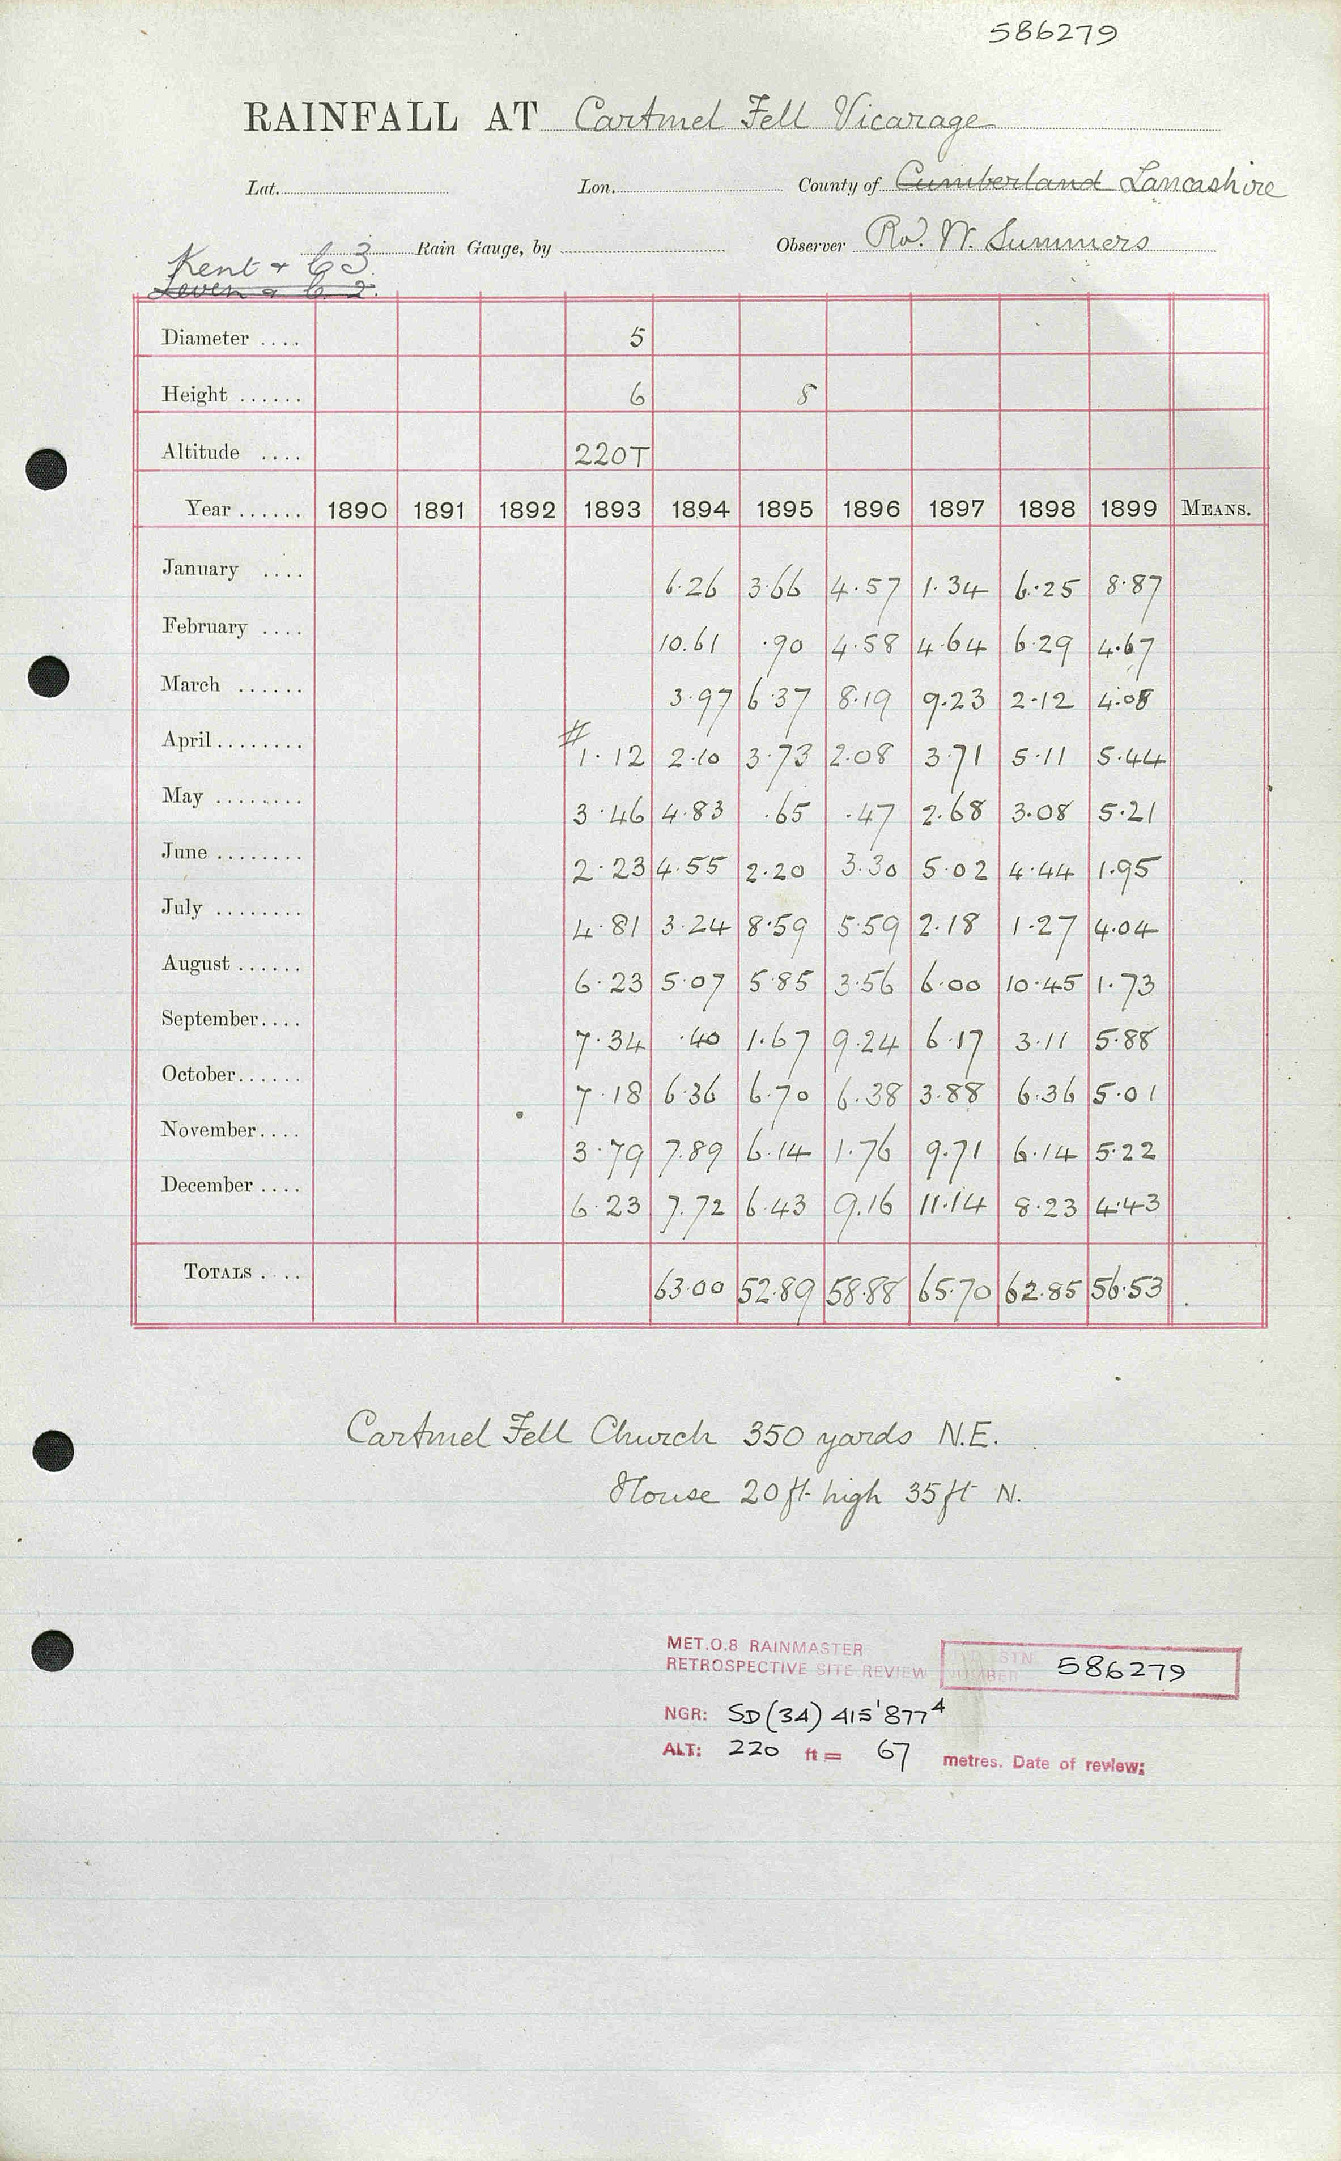 586279
RAINFALL AT Cartmel Fell Vicarage
Lat. Lon. County of Cumberland Lancashire
Kent & C 3. Rain Gauge, by Observer Rev. W. Summers
Leven & C 2.
Diameter .... 5
Height ...... 6 8
Altitude .... 220T
Year ...... 1890 1891 1892 1893 1894 1895 1896 1897 1898 1899 MEANS.
January .... 6.26 3.66 4.57 1.34 6.25 8.87
February .... 10.61 .90 4.58 4.64 6.29 4.67
March ...... 3.97 6.37 8.19 9.23 2.12 4.08
April ........ # 1.12 2.10 3.73 2.08 3.71 5.11 5.44
May ........ 3.46 4.83 .65 .47 2.68 3.08 5.21
June ........ 2.23 4.55 2.20 3.30 5.02 4.44 1.95
July ........ 4.81 3.24 8.59 5.59 2.18 1.27 4.04
August ...... 6.23 5.07 5.85 3.56 6.00 10.45 1.73
September .... 7.34 .40 1.67 9.24 6.17 3.11 5.88
October ...... 7.18 6.36 6.70 6.38 3.88 6.36 5.01
November .... 3.79 7.89 6.14 1.76 9.71 6.14 5.22
December .... 6.23 7.72 6.43 9.16 11.14 8.23 4.43
TOTALS .... 63.00 52.89 58.88 65.70 62.85 56.53
Cartmel Fell Church 350 yards N.E.
House 20 ft. high 35 ft N.
MET.O.8 RAINMASTER
RETROSPECTIVE SITE REVIEW STN. NUMBER 586279
NGR: SD (34) 415'877⁴
ALT: 220 ft = 67 metres. Date of review: